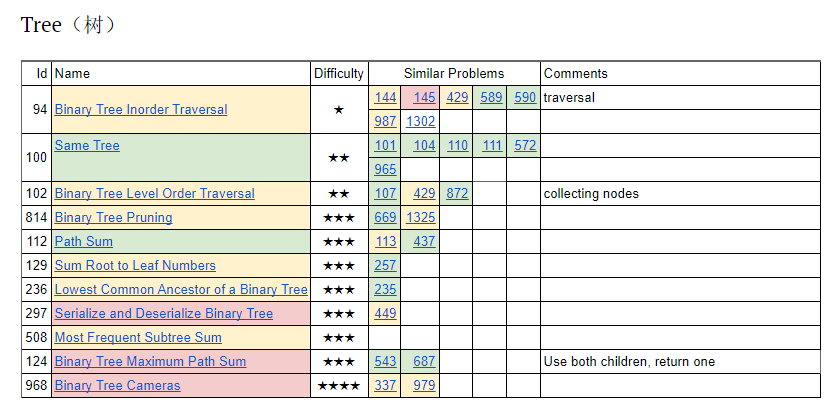 Tree（树）
Id Name Difficulty Similar Problems Comments
94 Binary Tree Inorder Traversal ★ 144 145 429 589 590 traversal
987 1302
100 Same Tree ★★ 101 104 110 111 572
965
102 Binary Tree Level Order Traversal ★★ 107 429 872 collecting nodes
814 Binary Tree Pruning ★★★ 669 1325
112 Path Sum ★★★ 113 437
129 Sum Root to Leaf Numbers ★★★ 257
236 Lowest Common Ancestor of a Binary Tree ★★★ 235
297 Serialize and Deserialize Binary Tree ★★★ 449
508 Most Frequent Subtree Sum ★★★
124 Binary Tree Maximum Path Sum ★★★ 543 687 Use both children, return one
968 Binary Tree Cameras ★★★★ 337 979